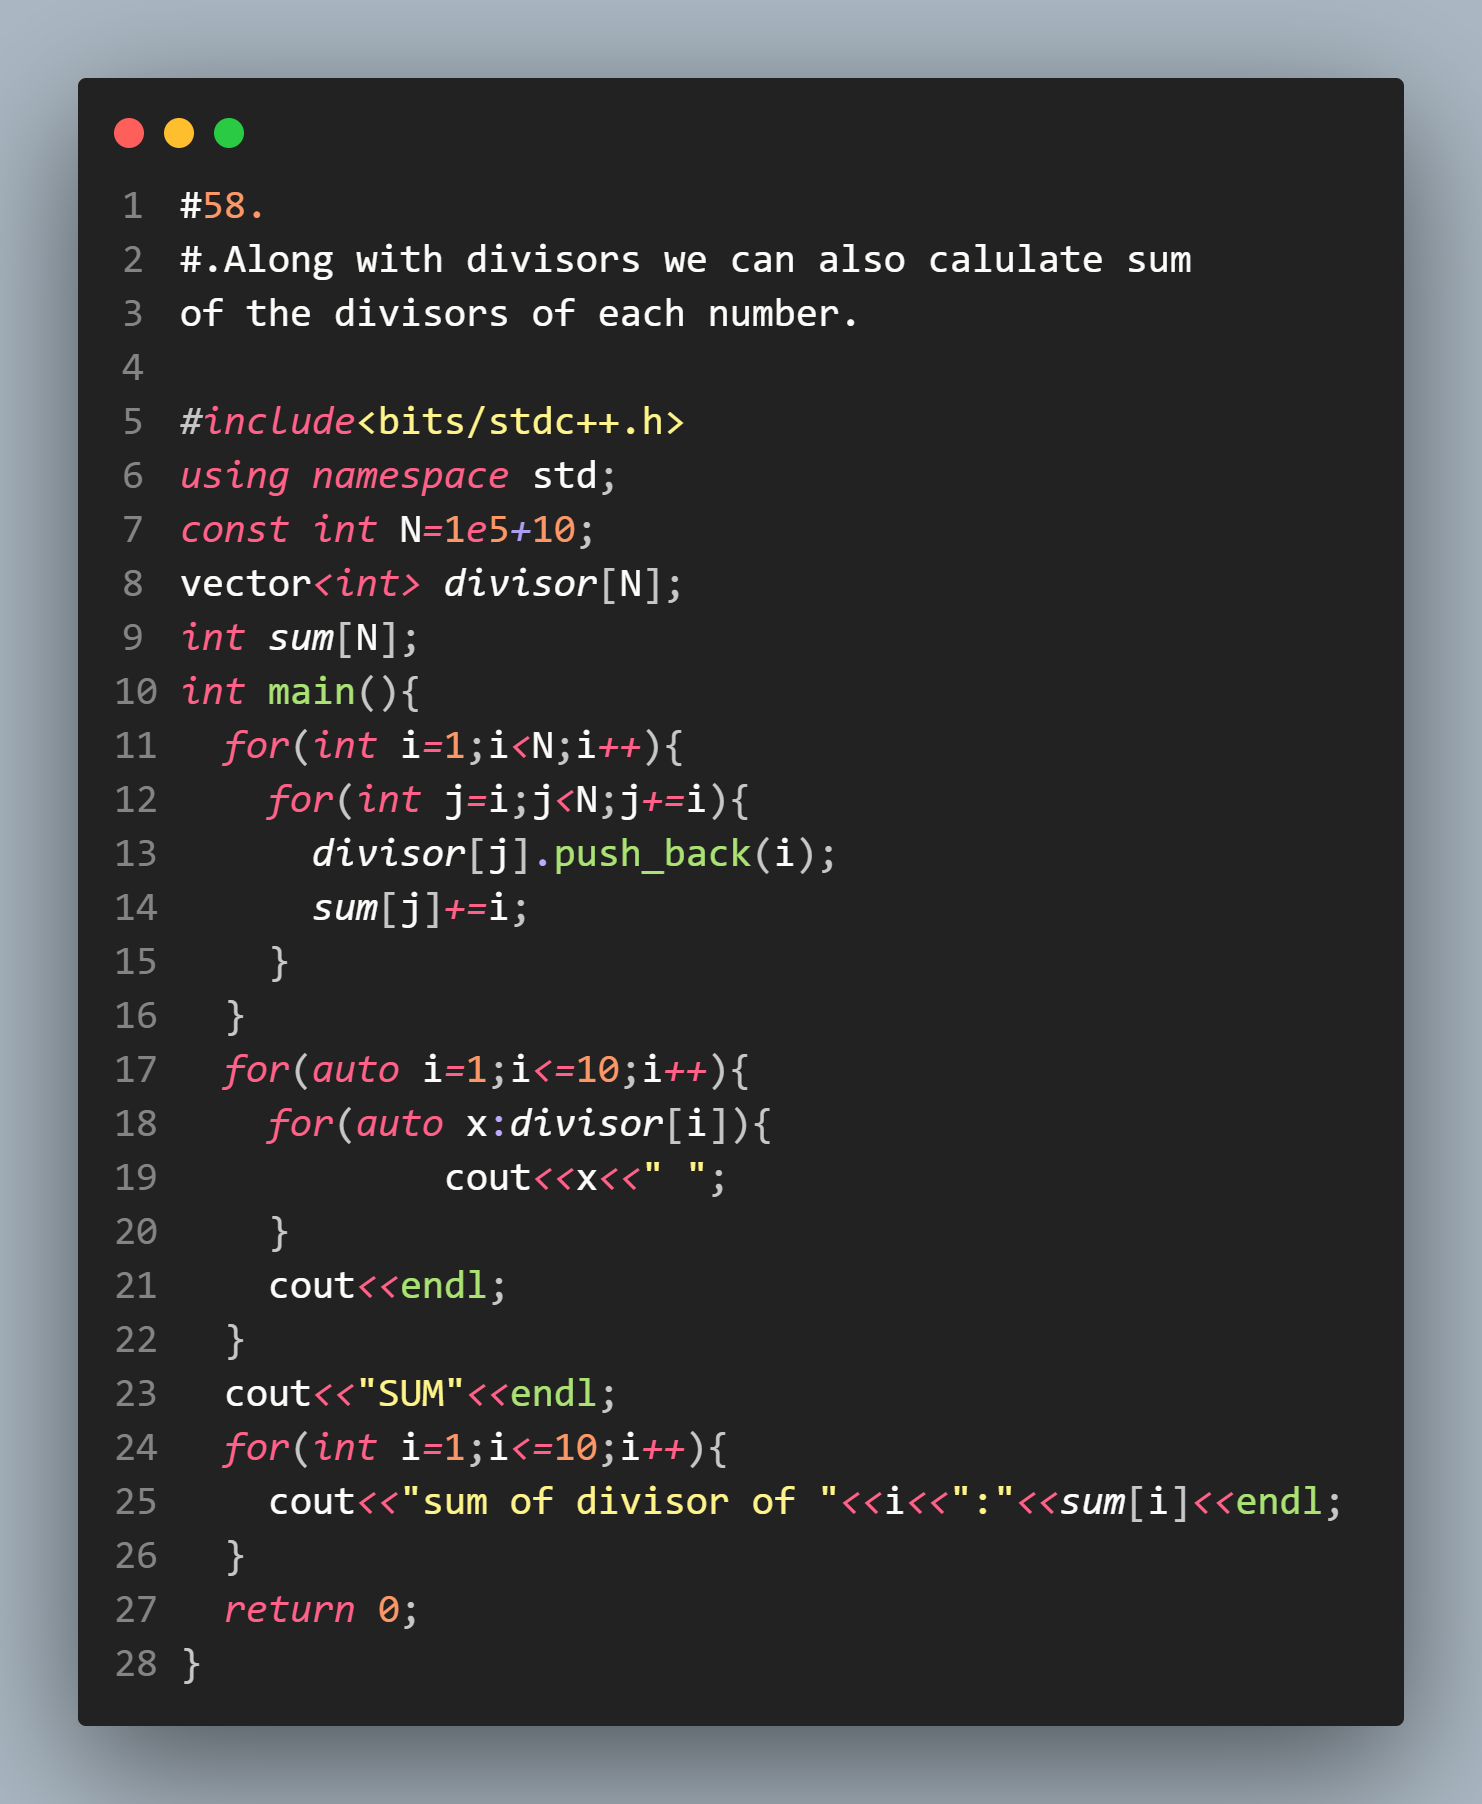 1 #58.
2 #.Along with divisors we can also calulate sum
3 of the divisors of each number.
4
5 #include<bits/stdc++.h>
6 using namespace std;
7 const int N=1e5+10;
8 vector<int> divisor[N];
9 int sum[N];
10 int main(){
11   for(int i=1;i<N;i++){
12     for(int j=i;j<N;j+=i){
13       divisor[j].push_back(i);
14       sum[j]+=i;
15     }
16   }
17   for(auto i=1;i<=10;i++){
18     for(auto x:divisor[i]){
19             cout<<x<<" ";
20     }
21     cout<<endl;
22   }
23   cout<<"SUM"<<endl;
24   for(int i=1;i<=10;i++){
25     cout<<"sum of divisor of "<<i<<":"<<sum[i]<<endl;
26   }
27   return 0;
28 }